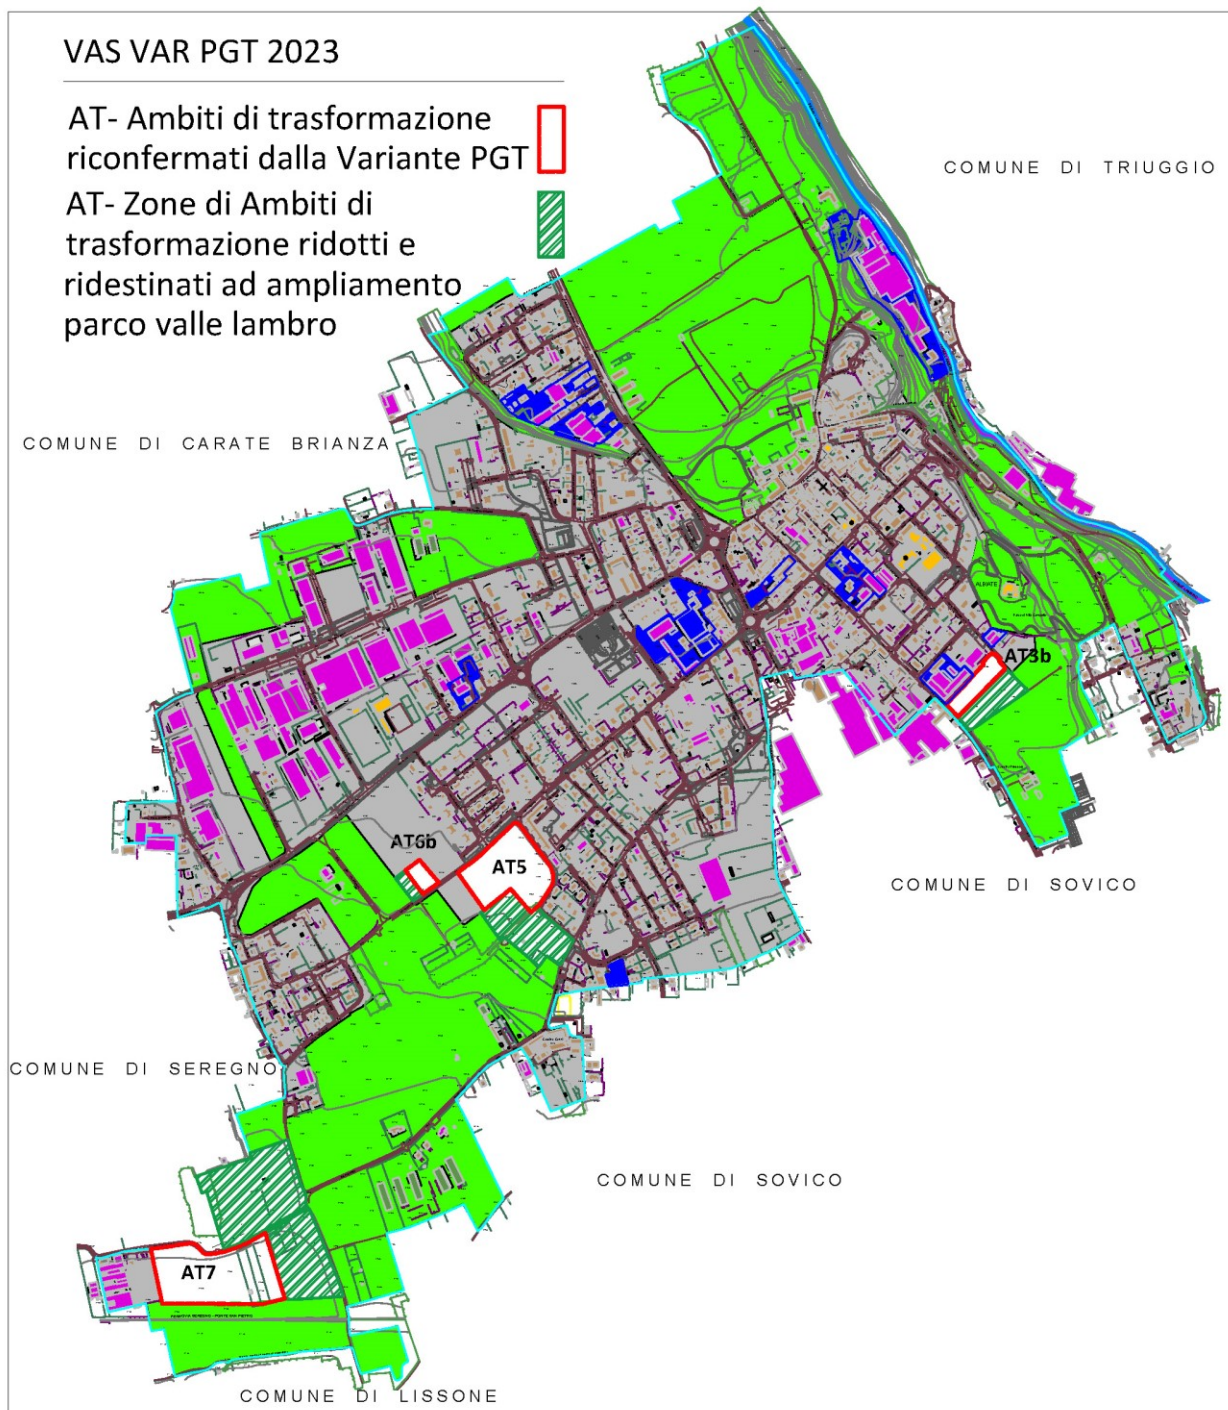 VAS VAR PGT 2023
AT- Ambiti di trasformazione
riconfermati dalla Variante PGT
AT- Zone di Ambiti di
trasformazione ridotti e
ridestinati ad ampliamento
parco valle lambro
COMUNE DI TRIUGGIO
COMUNE DI CARATE BRIANZA
ALBIATE
AT3b
AT6b
AT5
COMUNE DI SOVICO
COMUNE DI SEREGNO
COMUNE DI SOVICO
AT7
COMUNE DI LISSONE